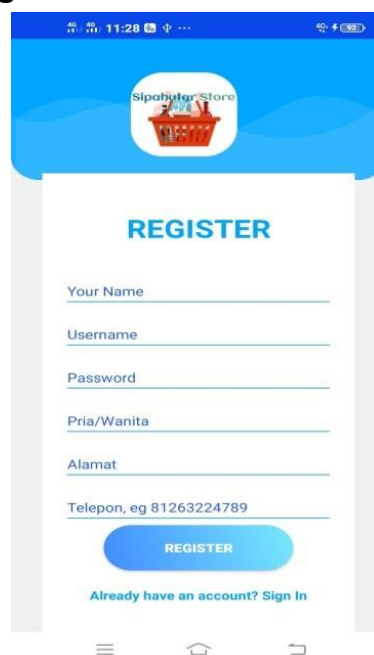 11:28
92
Sipahutar Store
REGISTER
Your Name
Username
Password
Pria/Wanita
Alamat
Telepon, eg 81263224789
REGISTER
Already have an account? Sign In